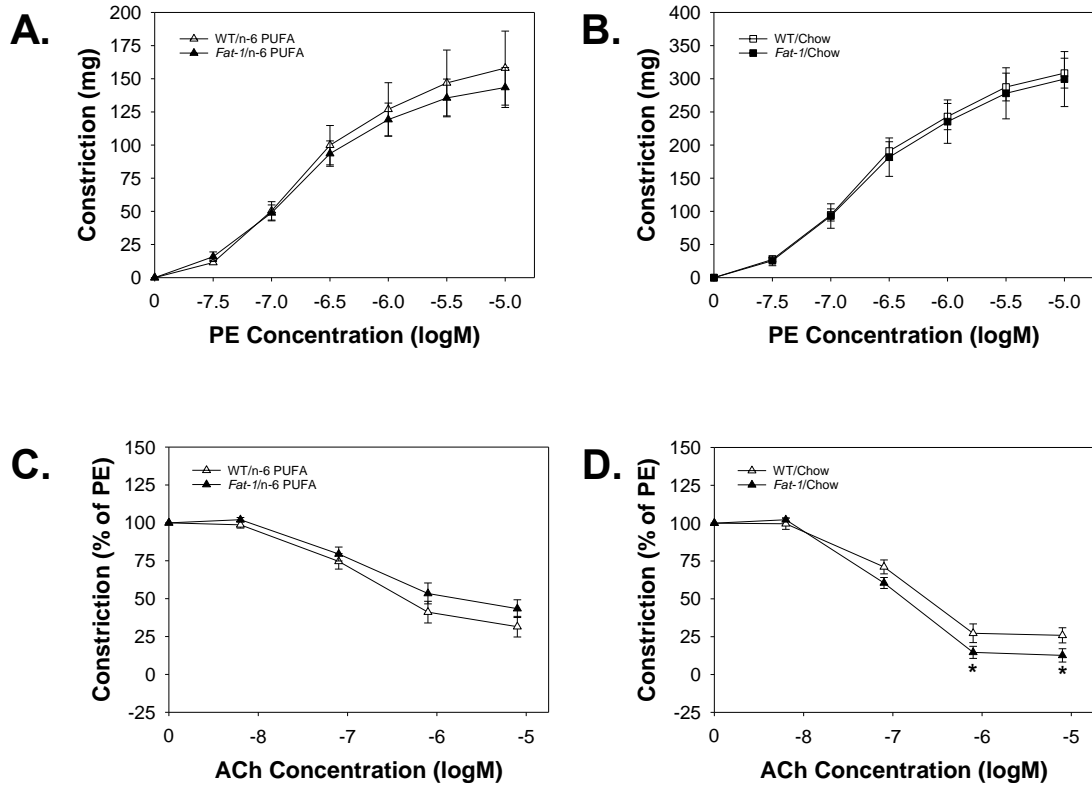 A.
Constriction (mg)
200
175
150
125
100
75
50
25
0
WT/n-6 PUFA
Fat-1/n-6 PUFA
0 -7.5 -7.0 -6.5 -6.0 -5.5 -5.0
PE Concentration (logM)
B.
Constriction (mg)
400
350
300
250
200
150
100
50
0
WT/Chow
Fat-1/Chow
0 -7.5 -7.0 -6.5 -6.0 -5.5 -5.0
PE Concentration (logM)
C.
Constriction (% of PE)
150
125
100
75
50
25
0
-25
WT/n-6 PUFA
Fat-1/n-6 PUFA
0 -8 -7 -6 -5
ACh Concentration (logM)
D.
Constriction (% of PE)
150
125
100
75
50
25
0
-25
WT/Chow
Fat-1/Chow
* *
0 -8 -7 -6 -5
ACh Concentration (logM)